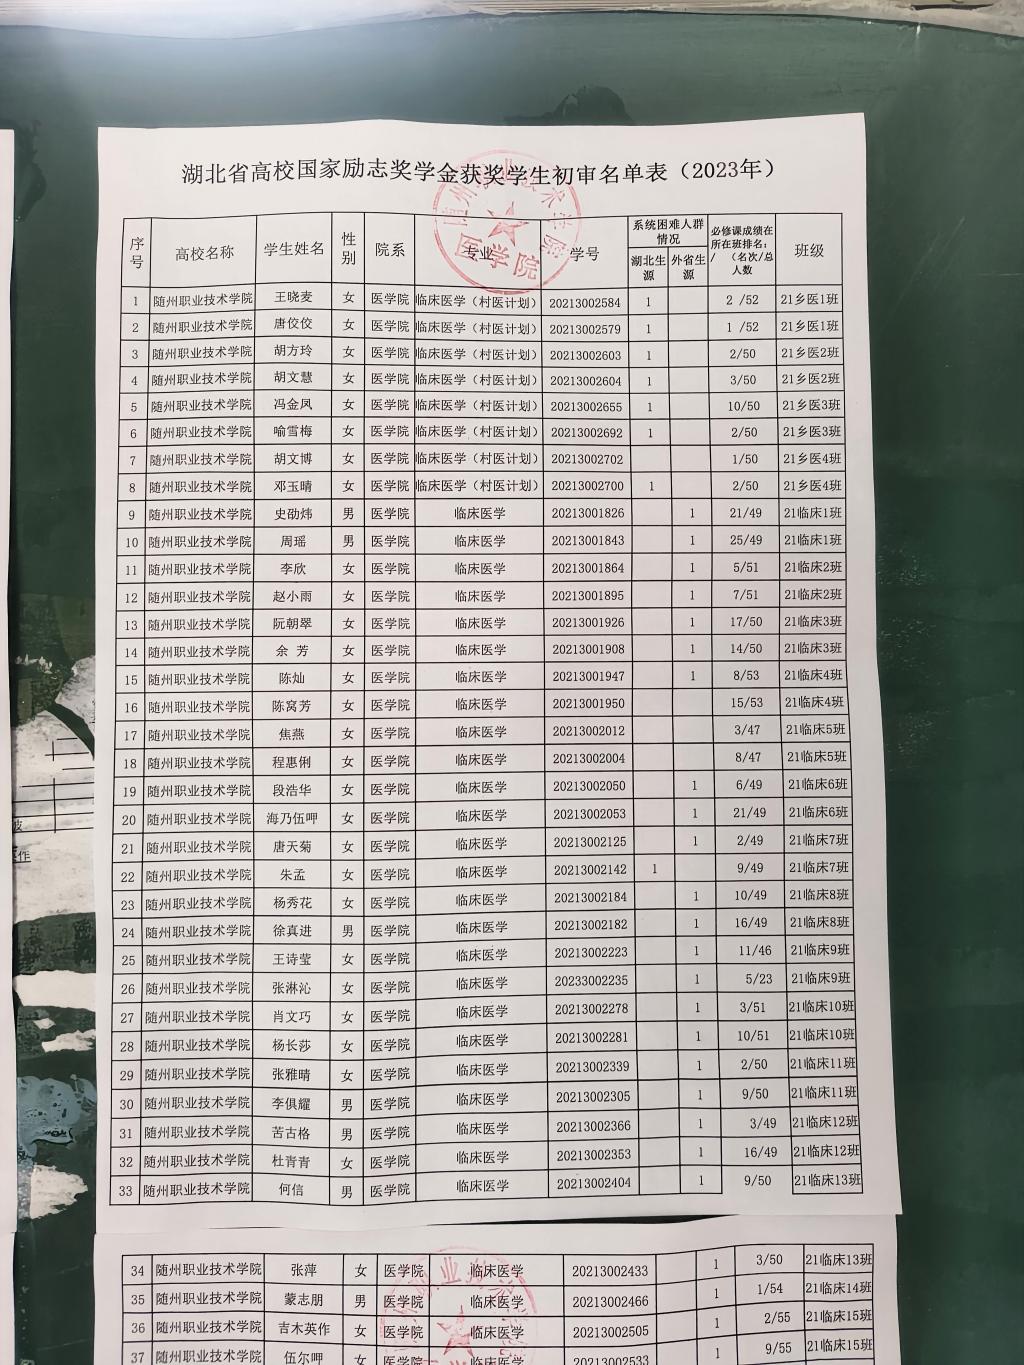 湖北省高校国家励志奖学金获奖学生初审名单表（2023年）
序号 高校名称 学生姓名 性别 院系 专业 学号 系统困难人群情况 湖北生源 外省生源 必修课成绩在所在班排名：/ （名次/总人数 班级
1 随州职业技术学院 王晓麦 女 医学院 临床医学（村医计划） 20213002584 1 2 /52 21乡医1班
2 随州职业技术学院 唐佼佼 女 医学院 临床医学（村医计划） 20213002579 1 1 /52 21乡医1班
3 随州职业技术学院 胡方玲 女 医学院 临床医学（村医计划） 20213002603 1 2/50 21乡医2班
4 随州职业技术学院 胡文慧 女 医学院 临床医学（村医计划） 20213002604 1 3/50 21乡医2班
5 随州职业技术学院 冯金凤 女 医学院 临床医学（村医计划） 20213002655 1 10/50 21乡医3班
6 随州职业技术学院 喻雪梅 女 医学院 临床医学（村医计划） 20213002692 1 2/50 21乡医3班
7 随州职业技术学院 胡文博 女 医学院 临床医学（村医计划） 20213002702 1/50 21乡医4班
8 随州职业技术学院 邓玉晴 女 医学院 临床医学（村医计划） 20213002700 1 2/50 21乡医4班
9 随州职业技术学院 史劭炜 男 医学院 临床医学 20213001826 1 21/49 21临床1班
10 随州职业技术学院 周瑶 男 医学院 临床医学 20213001843 1 25/49 21临床1班
11 随州职业技术学院 李欣 女 医学院 临床医学 20213001864 1 5/51 21临床2班
12 随州职业技术学院 赵小雨 女 医学院 临床医学 20213001895 1 7/51 21临床2班
13 随州职业技术学院 阮朝翠 女 医学院 临床医学 20213001926 1 17/50 21临床3班
14 随州职业技术学院 余 芳 女 医学院 临床医学 20213001908 1 14/50 21临床3班
15 随州职业技术学院 陈灿 女 医学院 临床医学 20213001947 1 8/53 21临床4班
16 随州职业技术学院 陈窝芳 女 医学院 临床医学 20213001950 15/53 21临床4班
17 随州职业技术学院 焦燕 女 医学院 临床医学 20213002012 3/47 21临床5班
18 随州职业技术学院 程惠俐 女 医学院 临床医学 20213002004 8/47 21临床5班
19 随州职业技术学院 段浩华 女 医学院 临床医学 20213002050 1 6/49 21临床6班
20 随州职业技术学院 海乃伍呷 女 医学院 临床医学 20213002053 1 21/49 21临床6班
21 随州职业技术学院 唐天菊 女 医学院 临床医学 20213002125 1 2/49 21临床7班
22 随州职业技术学院 朱孟 女 医学院 临床医学 20213002142 1 9/49 21临床7班
23 随州职业技术学院 杨秀花 女 医学院 临床医学 20213002184 1 10/49 21临床8班
24 随州职业技术学院 徐真进 男 医学院 临床医学 20213002182 1 16/49 21临床8班
25 随州职业技术学院 王诗莹 女 医学院 临床医学 20213002223 1 11/46 21临床9班
26 随州职业技术学院 张淋沁 女 医学院 临床医学 20233002235 1 5/23 21临床9班
27 随州职业技术学院 肖文巧 女 医学院 临床医学 20213002278 1 3/51 21临床10班
28 随州职业技术学院 杨长莎 女 医学院 临床医学 20213002281 1 10/51 21临床10班
29 随州职业技术学院 张雅晴 女 医学院 临床医学 20213002339 1 2/50 21临床11班
30 随州职业技术学院 李俱耀 男 医学院 临床医学 20213002305 1 9/50 21临床11班
31 随州职业技术学院 苦古格 男 医学院 临床医学 20213002366 1 3/49 21临床12班
32 随州职业技术学院 杜青青 女 医学院 临床医学 20213002353 1 16/49 21临床12班
33 随州职业技术学院 何信 男 医学院 临床医学 20213002404 1 9/50 21临床13班
34 随州职业技术学院 张萍 女 医学院 临床医学 20213002433 1 3/50 21临床13班
35 随州职业技术学院 蒙志朋 男 医学院 临床医学 20213002466 1 1/54 21临床14班
36 随州职业技术学院 吉木英作 女 医学院 临床医学 20213002505 1 2/55 21临床15班
37 随州职业技术学院 伍尔呷 女 医学院 临床医学 20213002533 1 9/55 21临床15班
随州职业技术学院
医学院